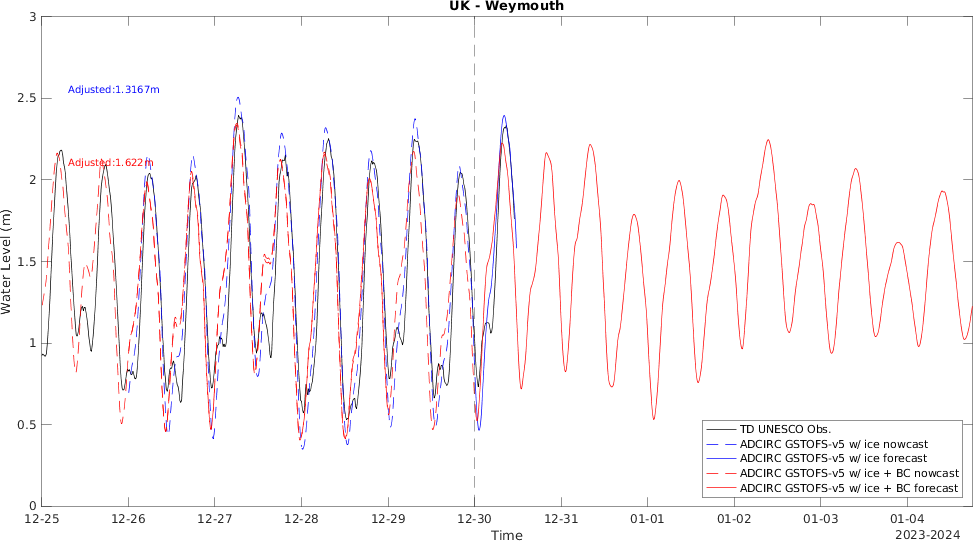 UK - Weymouth
3
2.5
2
1.5
1
0.5
0
Water Level (m)
Adjusted:1.3167m
Adjusted:1.622m
TD UNESCO Obs.
ADCIRC GSTOFS-v5 w/ ice nowcast
ADCIRC GSTOFS-v5 w/ ice forecast
ADCIRC GSTOFS-v5 w/ ice + BC nowcast
ADCIRC GSTOFS-v5 w/ ice + BC forecast
12-25 12-26 12-27 12-28 12-29 12-30 12-31 01-01 01-02 01-03 01-04
Time
2023-2024